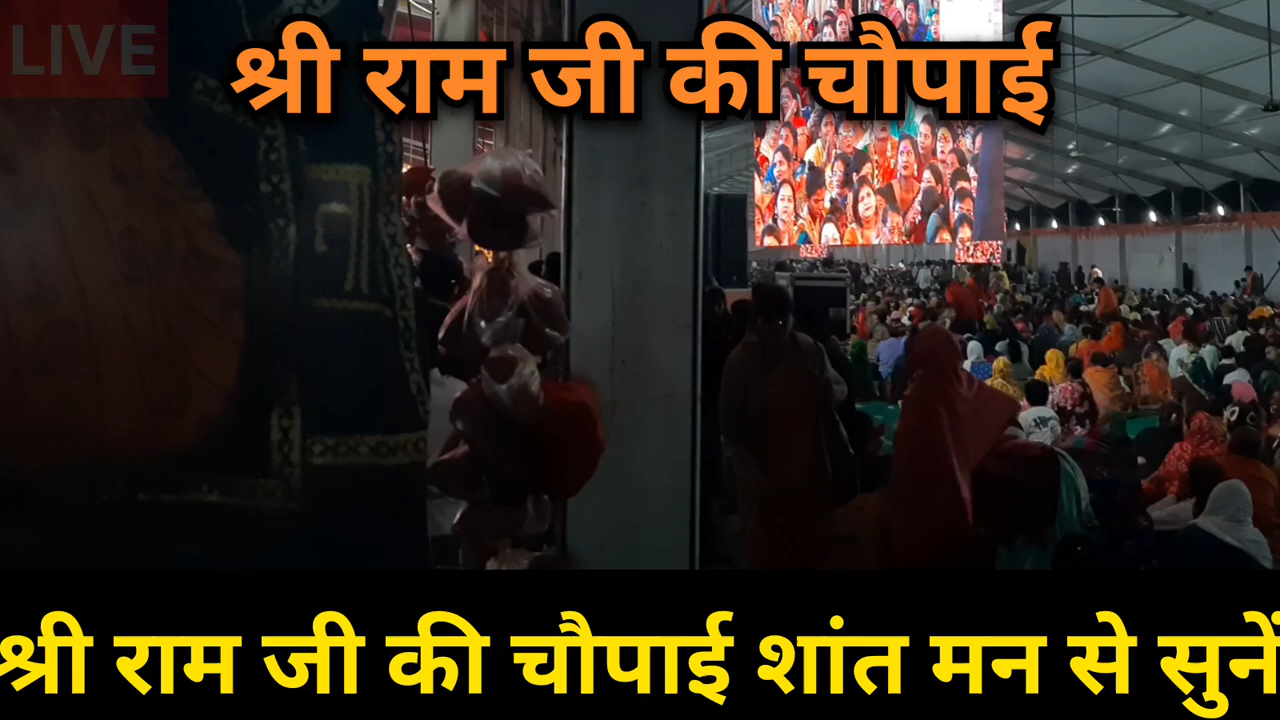 LIVE
श्री राम जी की चौपाई
श्री राम जी की चौपाई शांत मन से सुनें